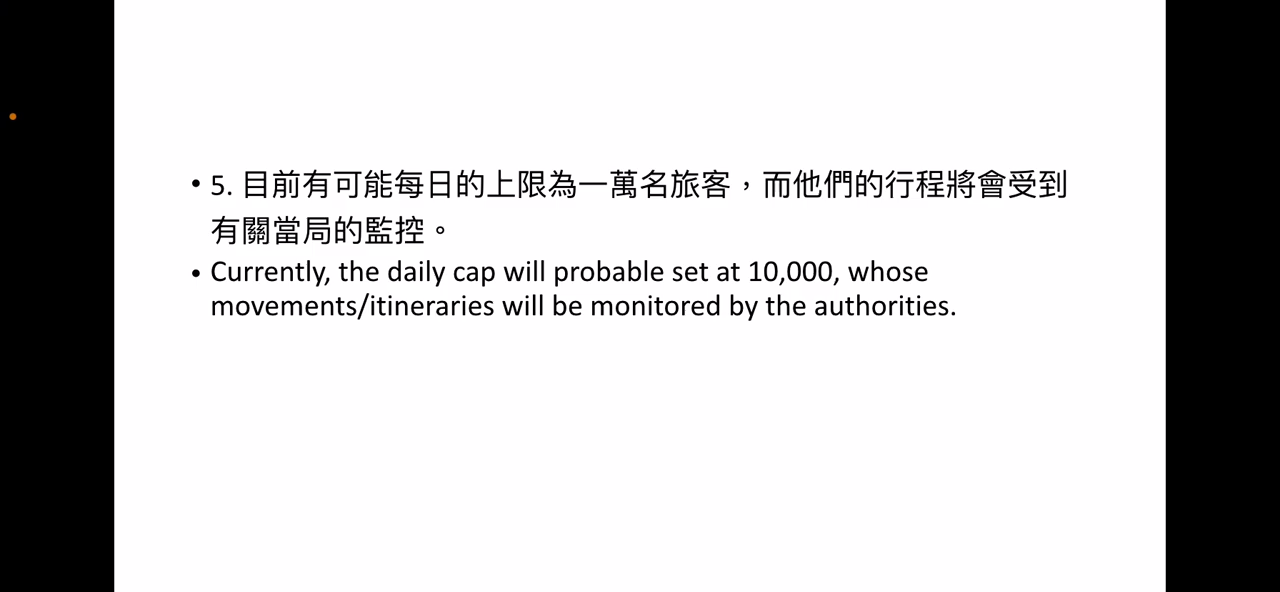 • 5. 目前有可能每日的上限為一萬名旅客，而他們的行程將會受到
有關當局的監控。
• Currently, the daily cap will probable set at 10,000, whose
movements/itineraries will be monitored by the authorities.